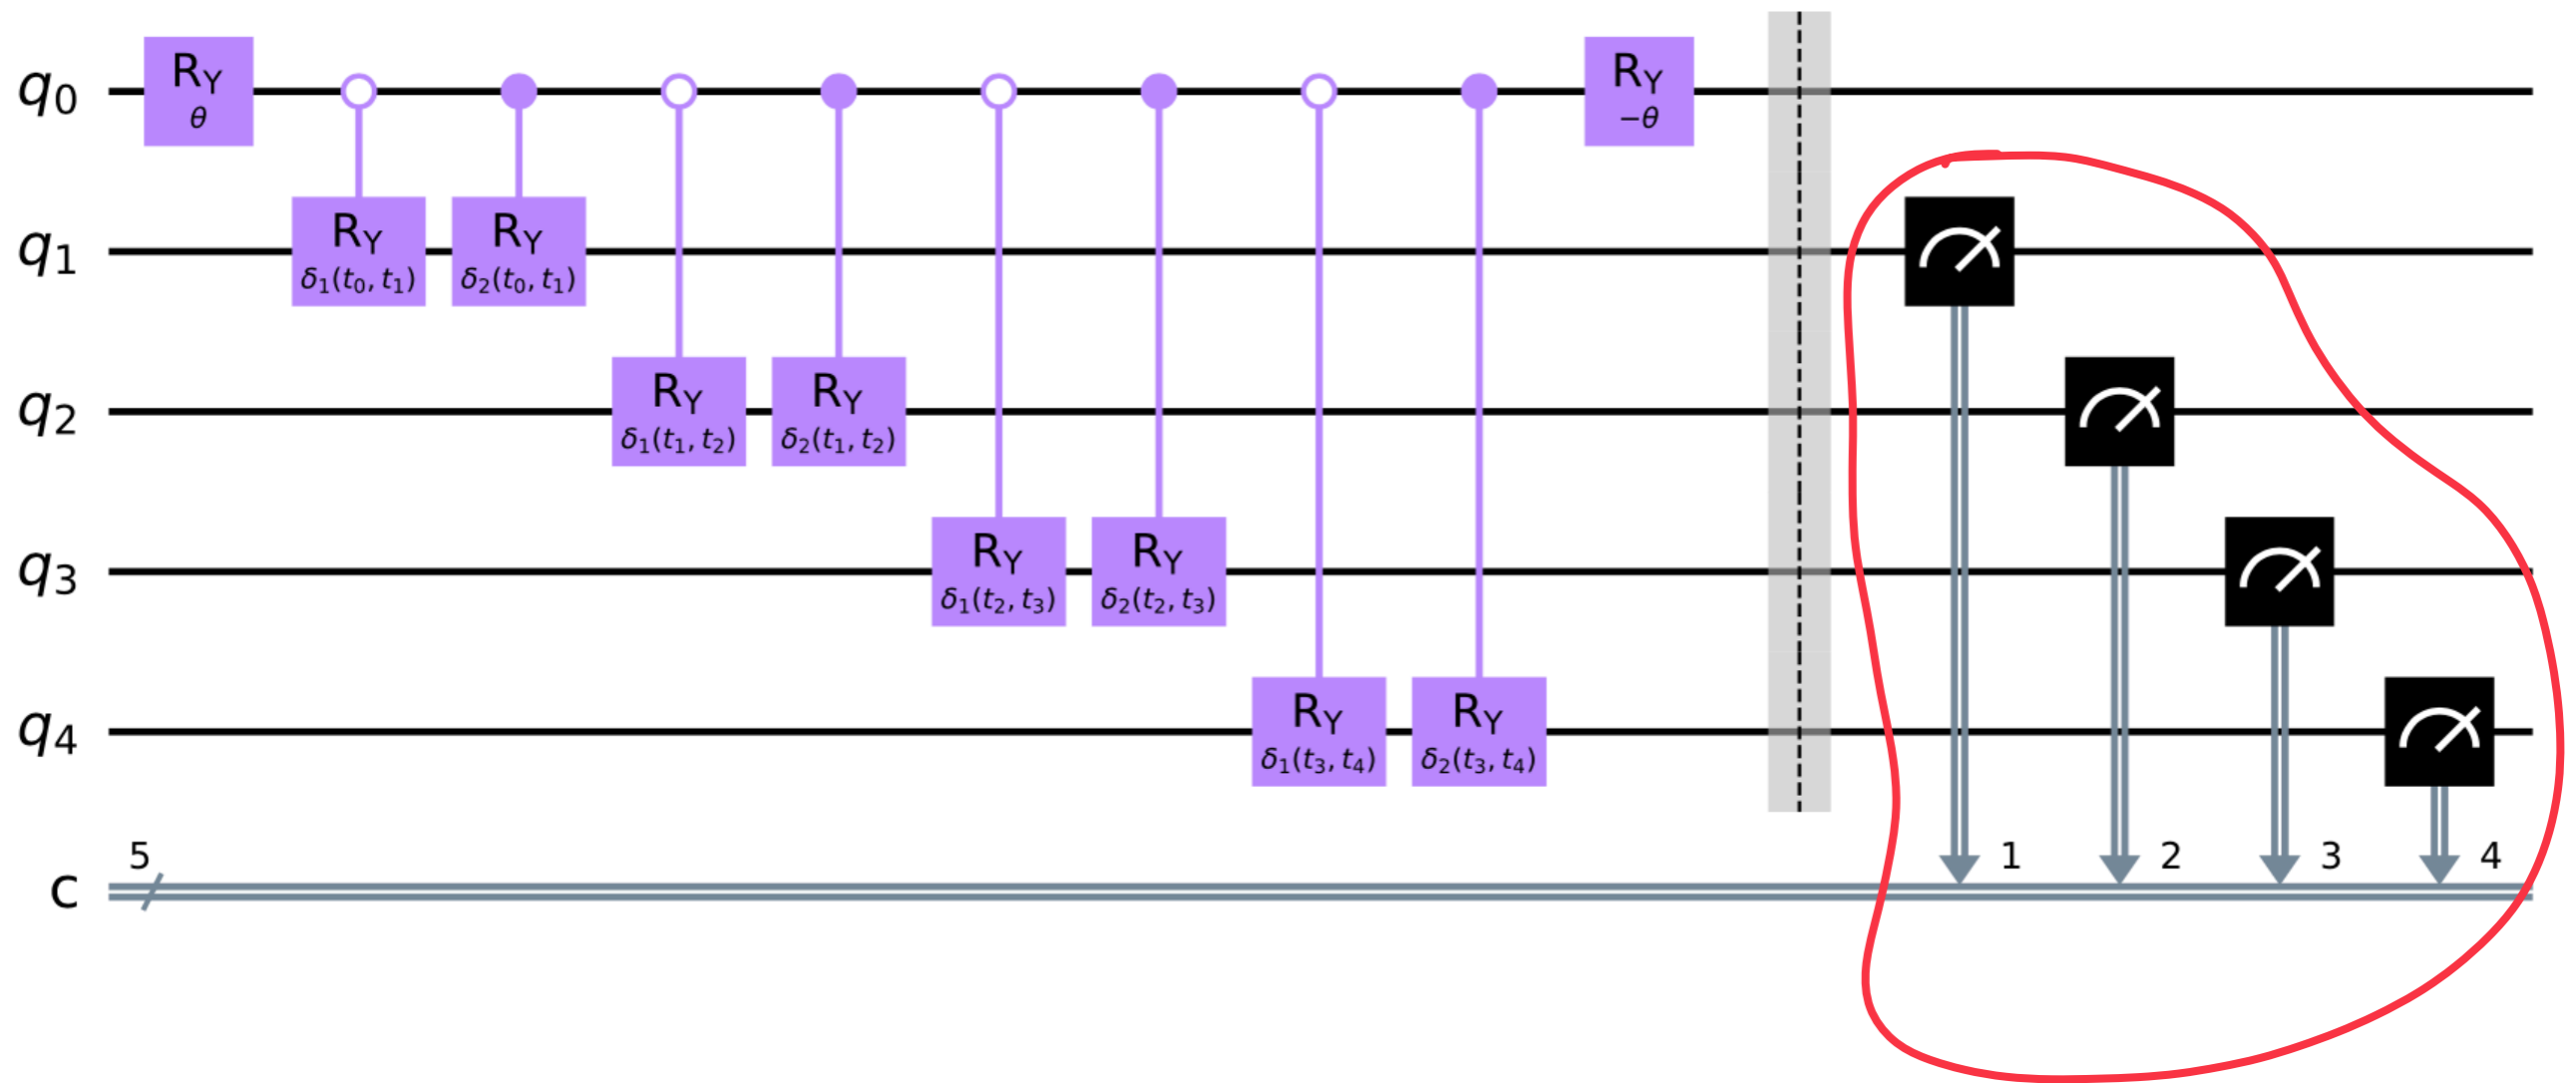 q0 RY θ RY −θ
q1 RY δ1(t0, t1) RY δ2(t0, t1)
q2 RY δ1(t1, t2) RY δ2(t1, t2)
q3 RY δ1(t2, t3) RY δ2(t2, t3)
q4 RY δ1(t3, t4) RY δ2(t3, t4)
5 1 2 3 4
c